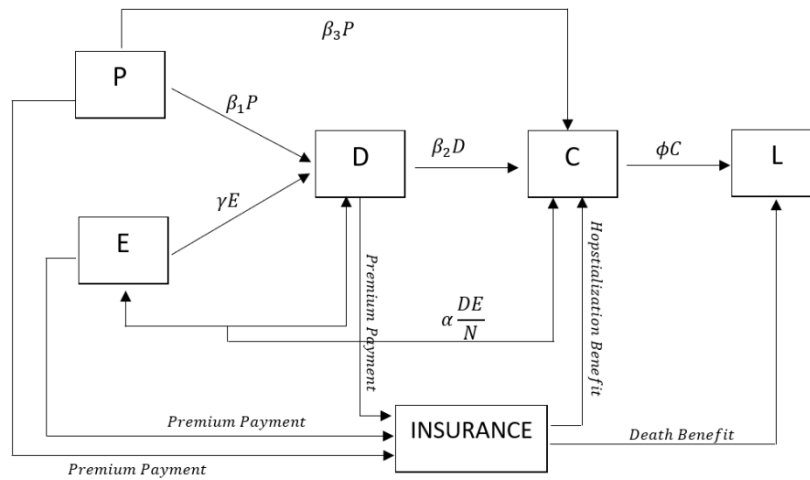 β₃P
P
β₁P
D
β₂D
C
ϕC
L
γE
E
Premium Payment
Hopstialization Benefit
α DE/N
Premium Payment
INSURANCE
Death Benefit
Premium Payment